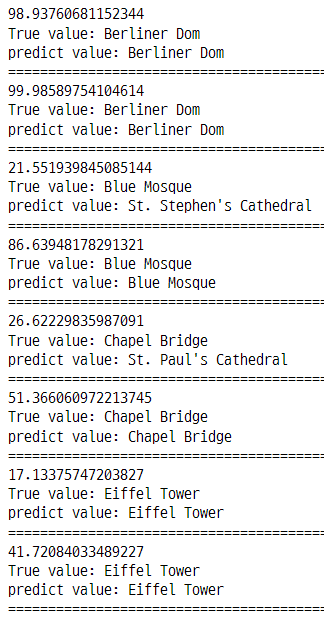 98.93760681152344
True value: Berliner Dom
predict value: Berliner Dom
========================================
99.98589754104614
True value: Berliner Dom
predict value: Berliner Dom
========================================
21.551939845085144
True value: Blue Mosque
predict value: St. Stephen's Cathedral
========================================
86.63948178291321
True value: Blue Mosque
predict value: Blue Mosque
========================================
26.62229835987091
True value: Chapel Bridge
predict value: St. Paul's Cathedral
========================================
51.366060972213745
True value: Chapel Bridge
predict value: Chapel Bridge
========================================
17.13375747203827
True value: Eiffel Tower
predict value: Eiffel Tower
========================================
41.72084033489227
True value: Eiffel Tower
predict value: Eiffel Tower
========================================